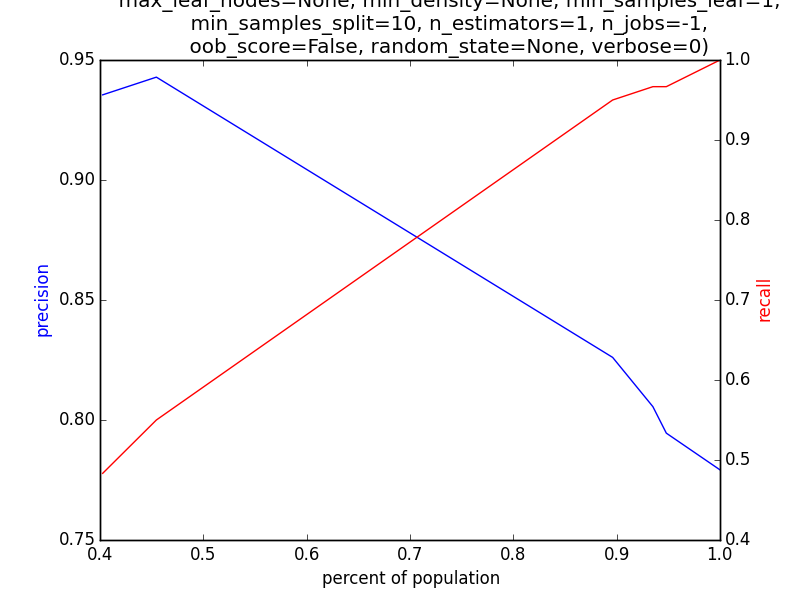 max_leaf_nodes=None, min_density=None, min_samples_leaf=1,
min_samples_split=10, n_estimators=1, n_jobs=-1,
oob_score=False, random_state=None, verbose=0)
0.95
0.90
0.85
0.80
0.75
precision
1.0
0.9
0.8
0.7
0.6
0.5
0.4
recall
0.4 0.5 0.6 0.7 0.8 0.9 1.0
percent of population